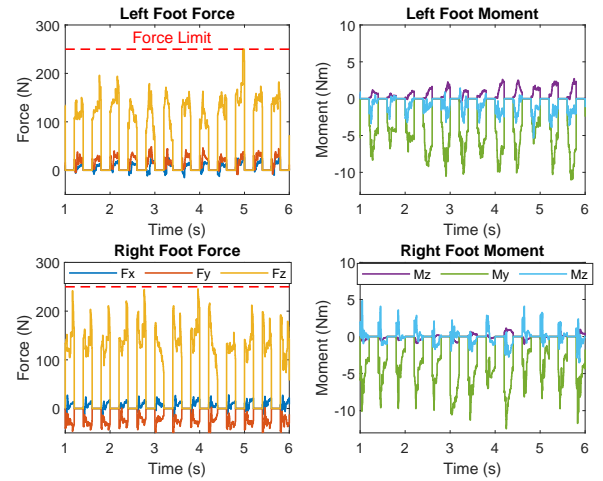 Left Foot Force
300
200
100
0
Force (N)
Force Limit
1 2 3 4 5 6
Time (s)
Left Foot Moment
10
5
0
-5
-10
Moment (Nm)
1 2 3 4 5 6
Time (s)
Right Foot Force
300
200
100
0
Force (N)
Fx Fy Fz
1 2 3 4 5 6
Time (s)
Right Foot Moment
10
5
0
-5
-10
Moment (Nm)
Mz My Mz
1 2 3 4 5 6
Time (s)